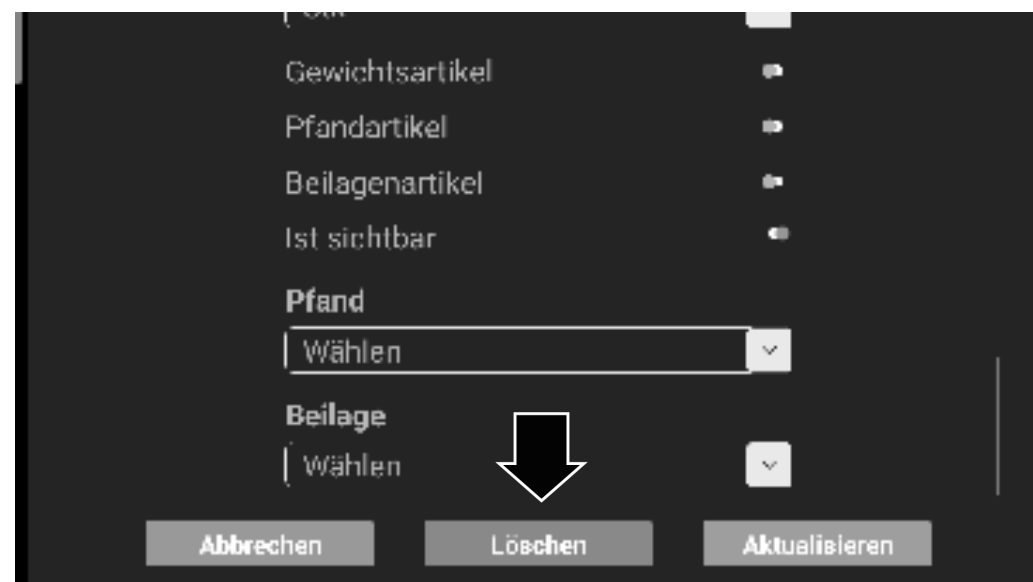 Gewichtsartikel
Pfandartikel
Beilagenartikel
Ist sichtbar
Pfand
Wählen
Beilage
Wählen
Abbrechen Löschen Aktualisieren